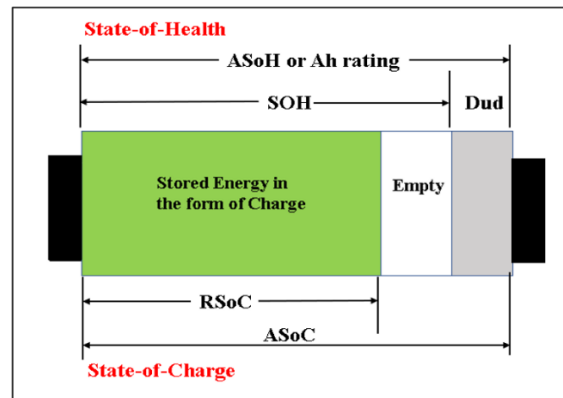 State-of-Health
ASoH or Ah rating
SOH
Dud
Stored Energy in
the form of Charge
Empty
RSoC
ASoC
State-of-Charge